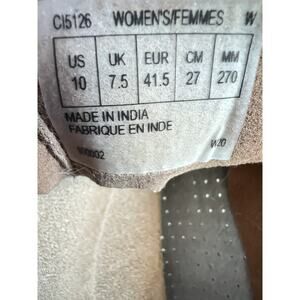 CI5126 WOMEN'S/FEMMES W
US UK EUR CM MM
10 7.5 41.5 27 270
MADE IN INDIA
FABRIQUE EN INDE
W20